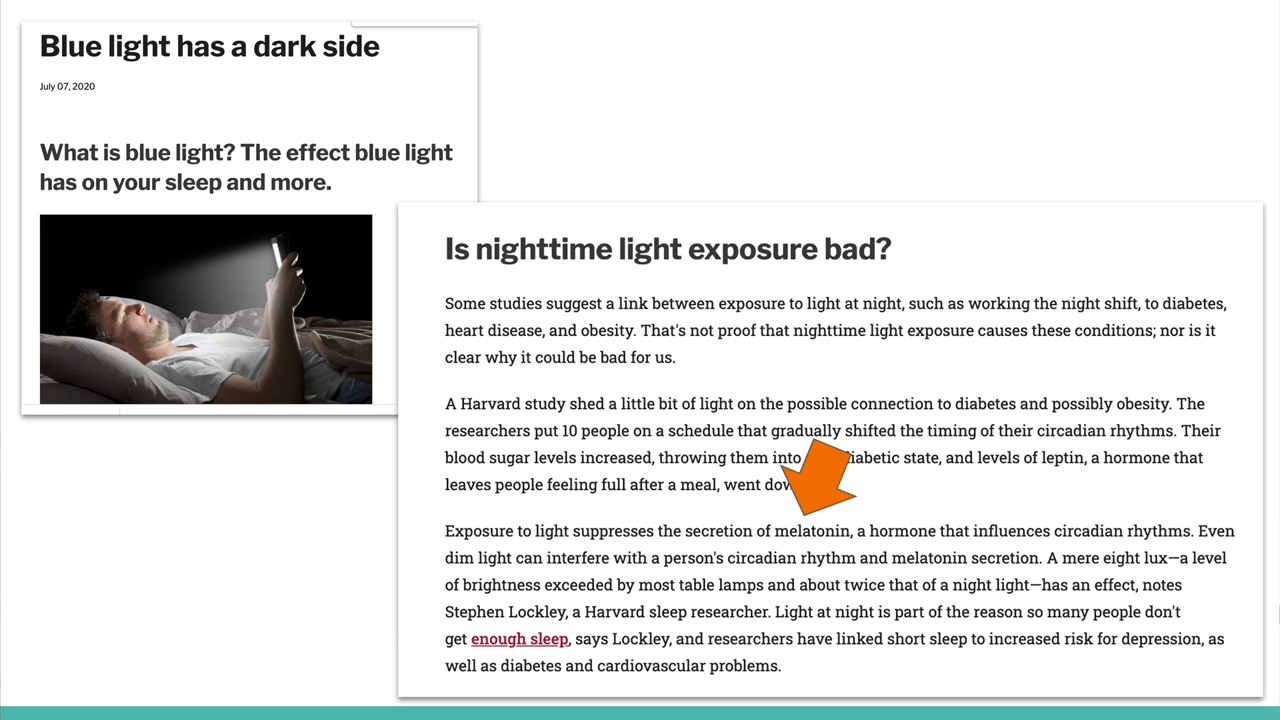 Blue light has a dark side
July 07, 2020
What is blue light? The effect blue light
has on your sleep and more.
Is nighttime light exposure bad?
Some studies suggest a link between exposure to light at night, such as working the night shift, to diabetes,
heart disease, and obesity. That's not proof that nighttime light exposure causes these conditions; nor is it
clear why it could be bad for us.
A Harvard study shed a little bit of light on the possible connection to diabetes and possibly obesity. The
researchers put 10 people on a schedule that gradually shifted the timing of their circadian rhythms. Their
blood sugar levels increased, throwing them into state, and levels of leptin, a hormone that
leaves people feeling full after a meal, went
Exposure to light suppresses the secretion of melatonin, a hormone that influences circadian rhythms. Even
dim light can interfere with a person's circadian rhythm and melatonin secretion. A mere eight lux—a level
of brightness exceeded by most table lamps and about twice that of a night light—has an effect, notes
Stephen Lockley, a Harvard sleep researcher. Light at night is part of the reason so many people don't
get enough sleep, says Lockley, and researchers have linked short sleep to increased risk for depression, as
well as diabetes and cardiovascular problems.